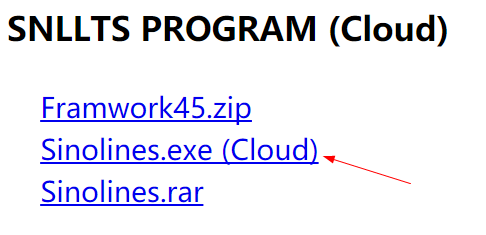 SNLLTS PROGRAM (Cloud)
Framwork45.zip
Sinolines.exe (Cloud)
Sinolines.rar